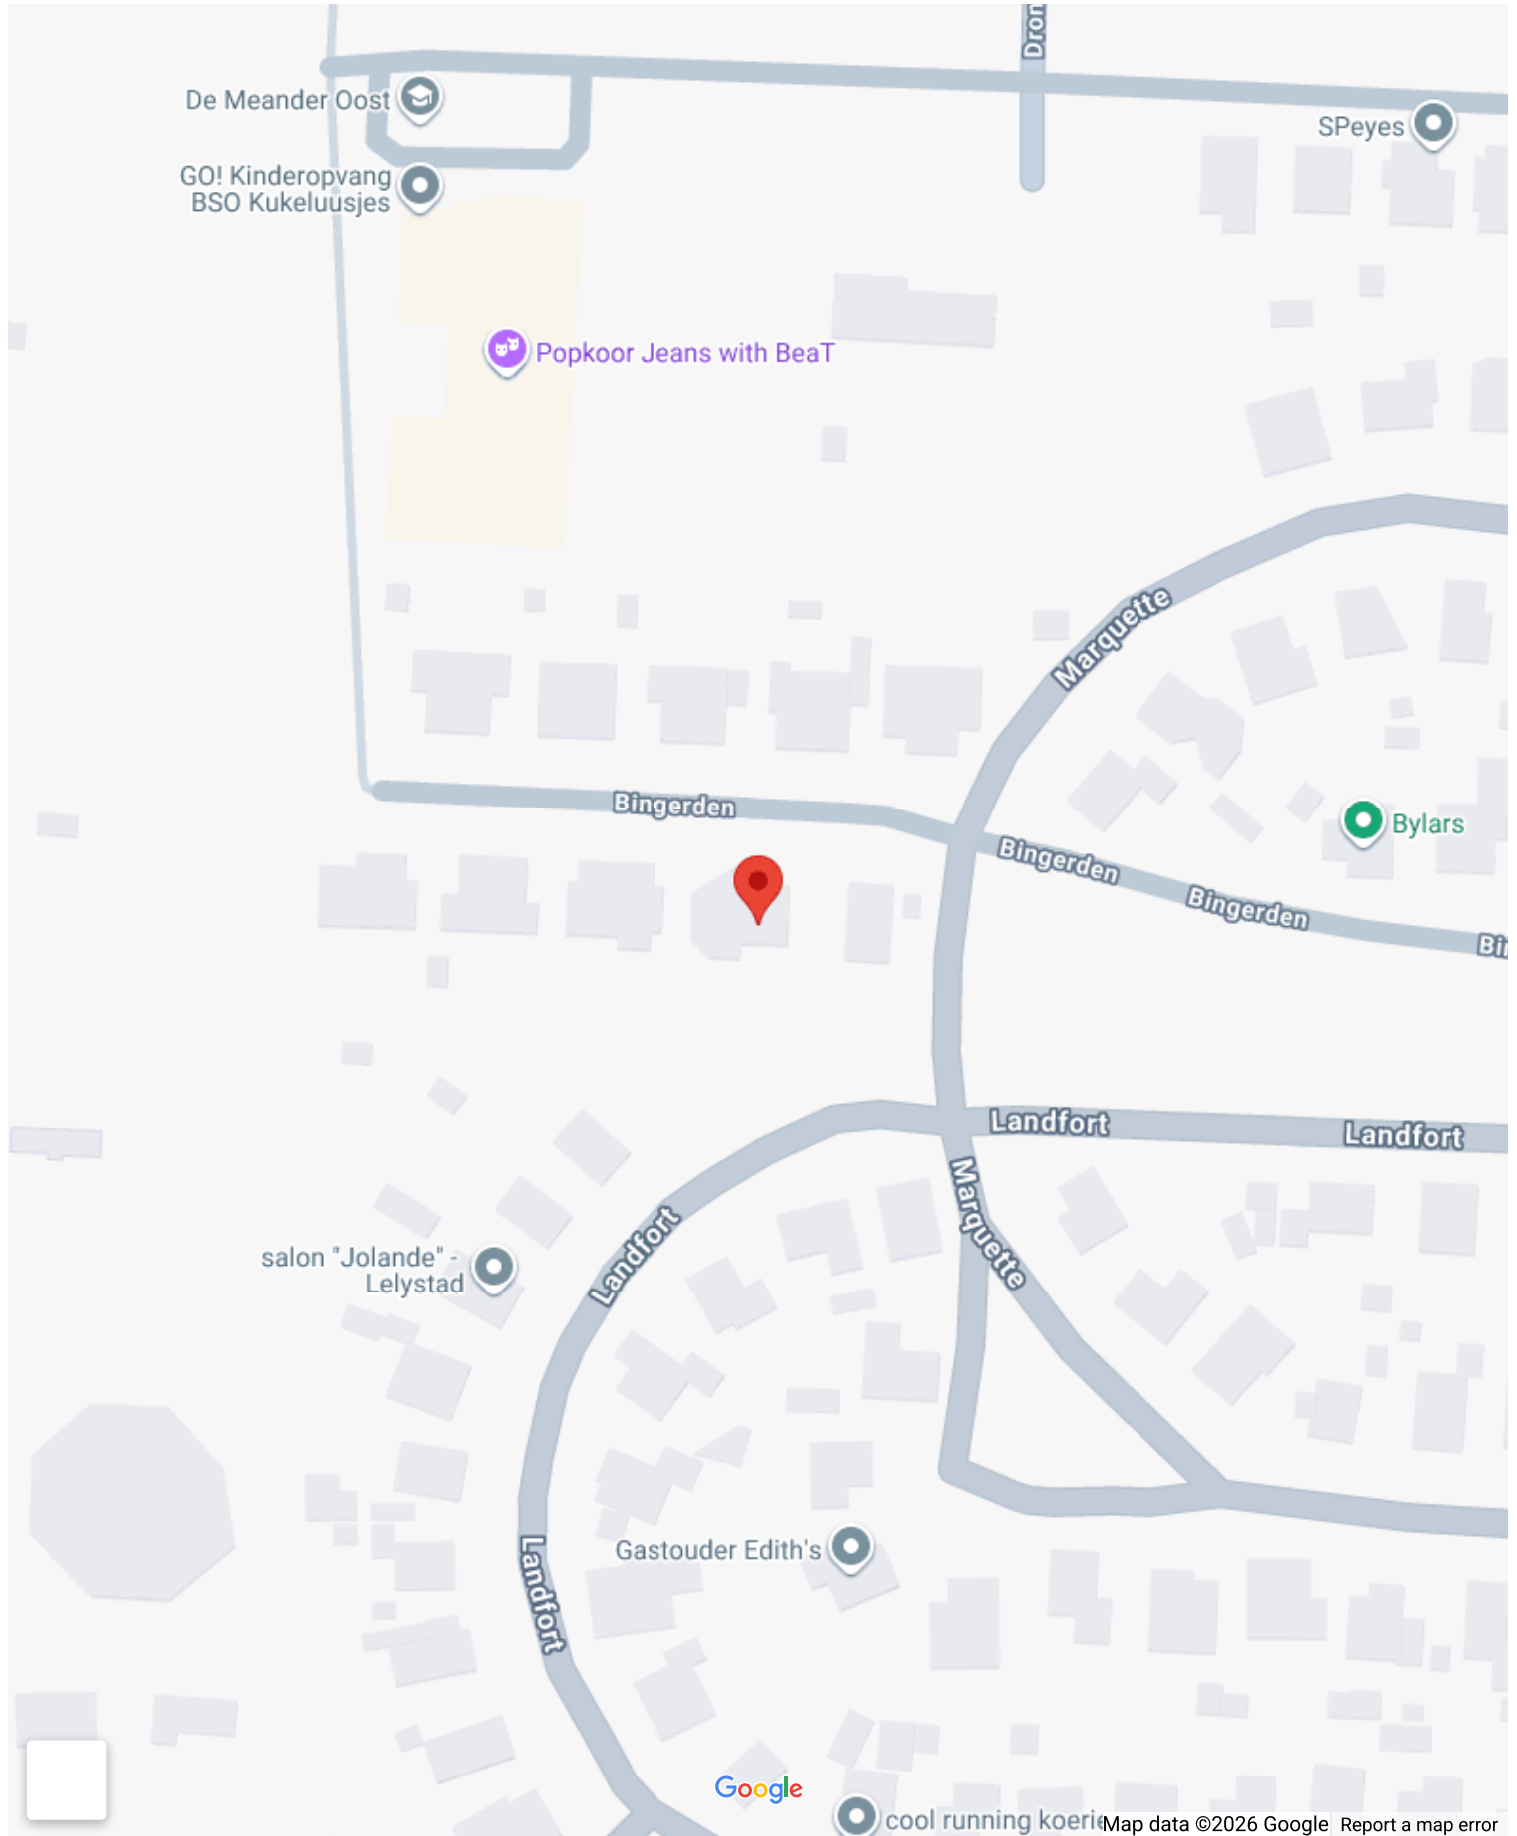 Dron
De Meander Oost
SPeyes
GO! Kinderopvang
BSO Kukeluusjes
Popkoor Jeans with BeaT
Marquette
Bingerden
Bingerden
Bylars
Bingerden
Bin
Landfort
Landfort
Marquette
Landfort
salon "Jolande" -
Lelystad
Gastouder Edith's
Landfort
Google
cool running koerie
Map data ©2026 Google
Report a map error